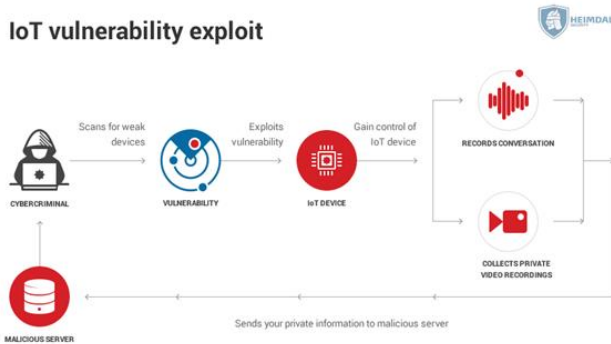 IoT vulnerability exploit
HEIMDAL
SECURITY
Scans for weak
devices
Exploits
vulnerability
Gain control of
IoT device
RECORDS CONVERSATION
CYBERCRIMINAL
VULNERABILITY
IoT DEVICE
COLLECTS PRIVATE
VIDEO RECORDINGS
Sends your private information to malicious server
MALICIOUS SERVER